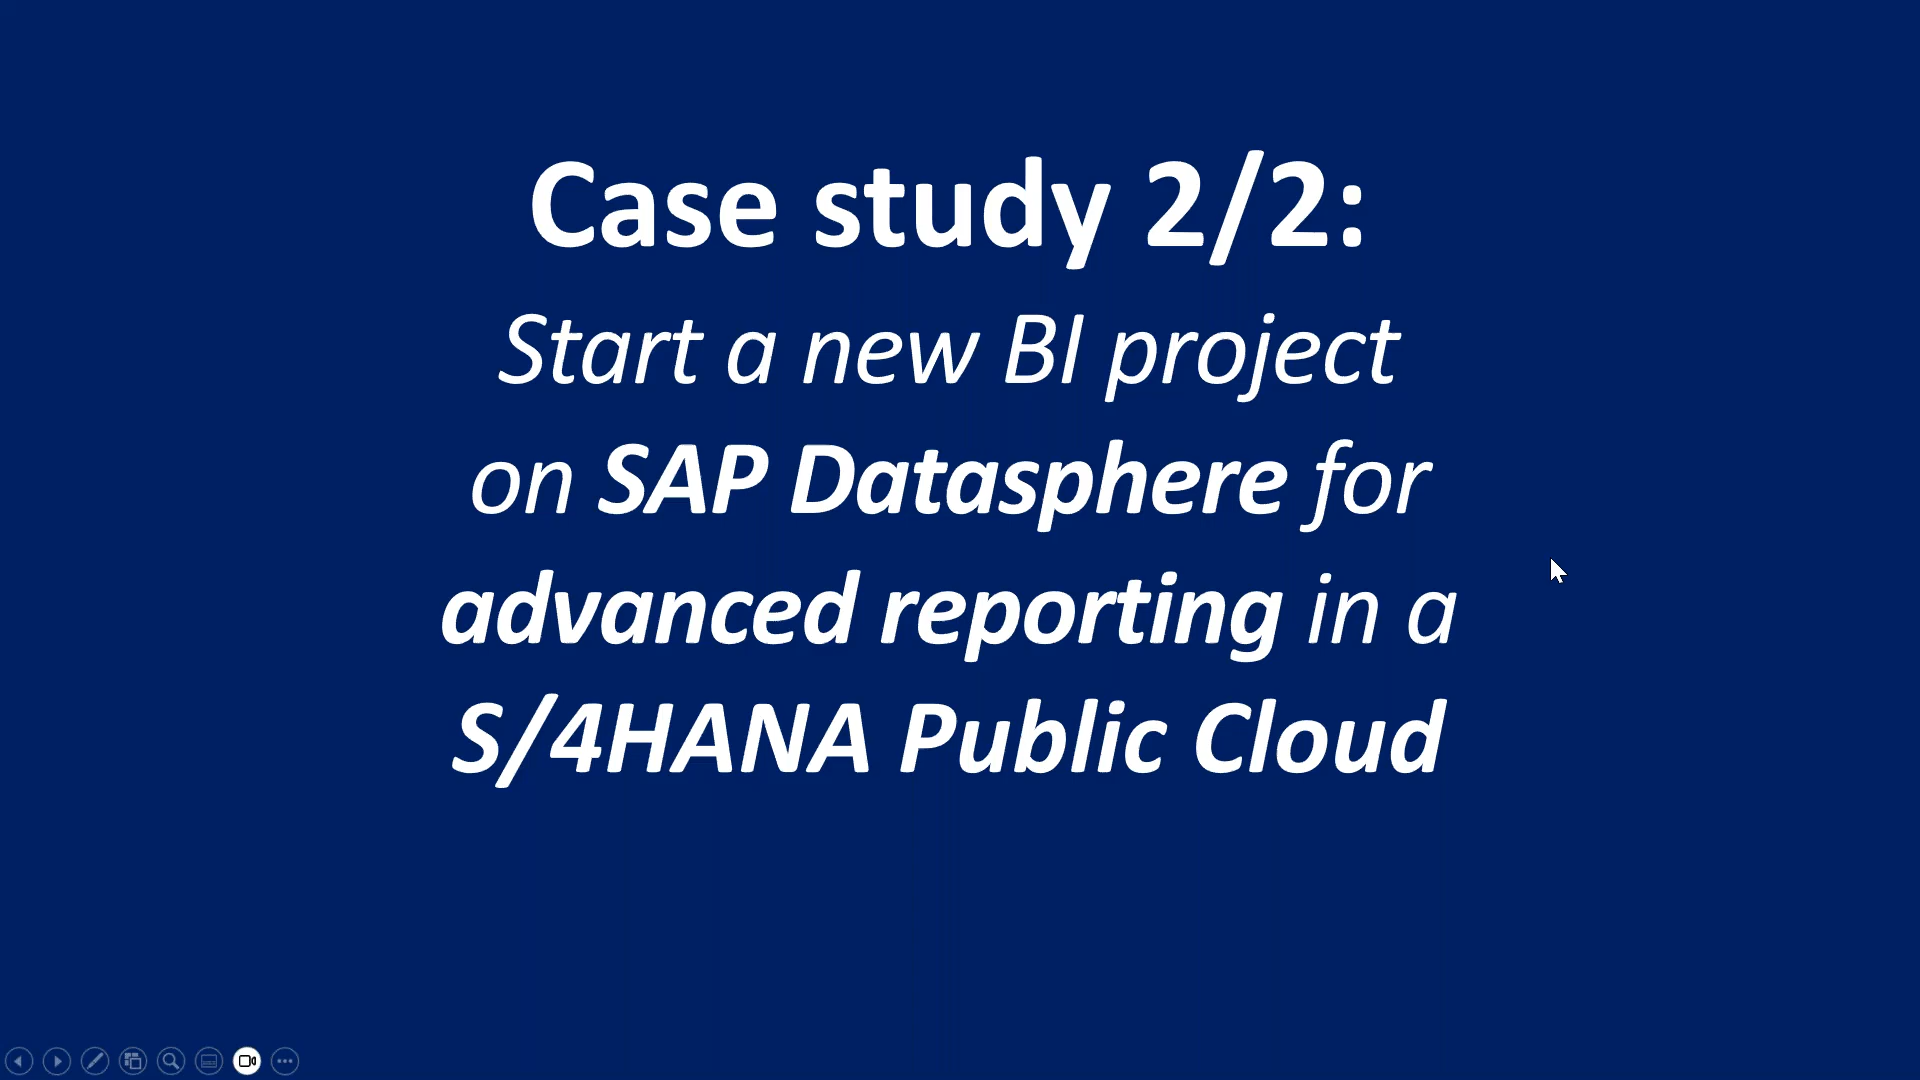 Case study 2/2:
Start a new BI project
on SAP Datasphere for
advanced reporting in a
S/4HANA Public Cloud